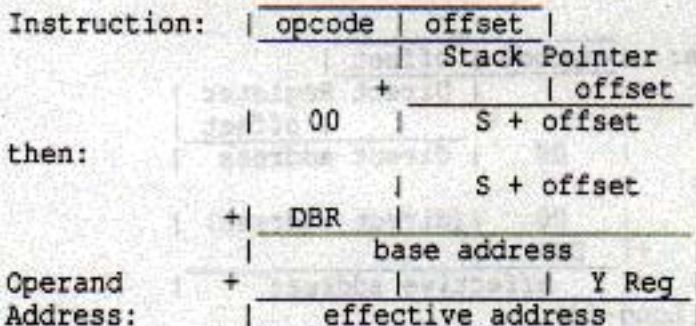 Instruction: | opcode | offset |
| Stack Pointer
+ | offset
| 00 | S + offset
then:
| S + offset
+| DBR |
| base address
Operand + | | Y Reg
Address: | effective address